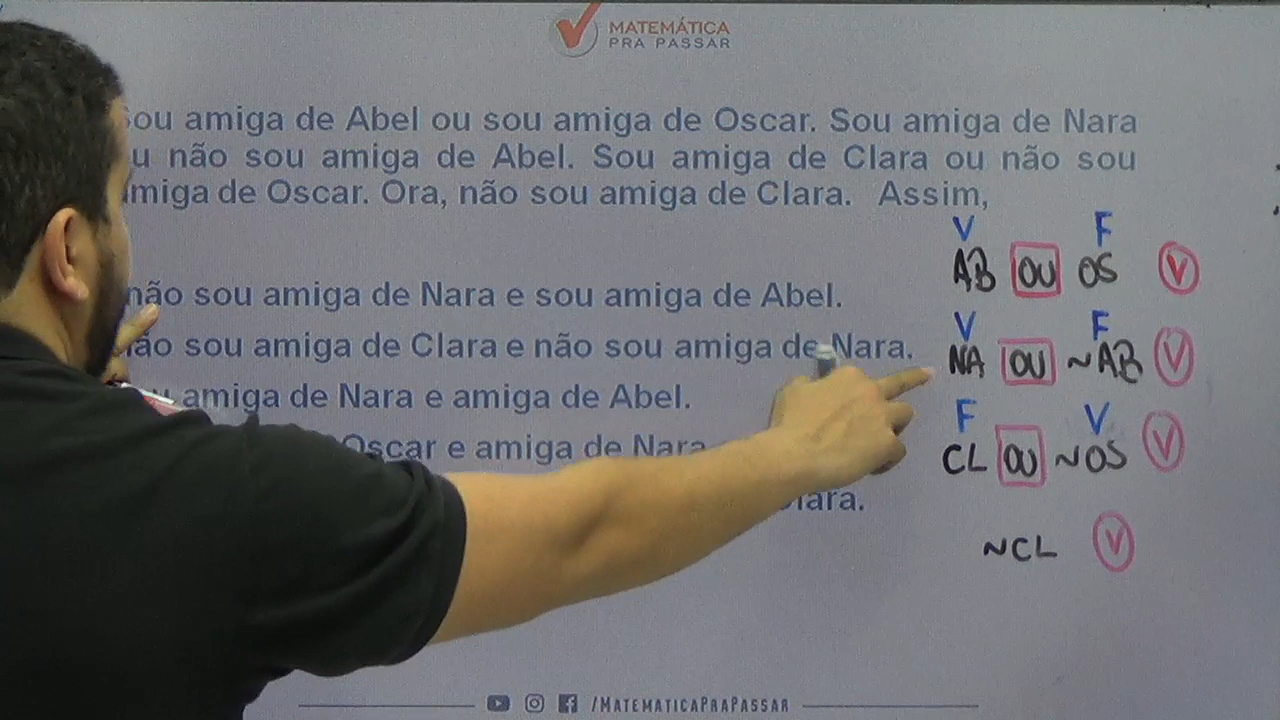 MATEMÁTICA
PRA PASSAR
Sou amiga de Abel ou sou amiga de Oscar. Sou amiga de Nara
não sou amiga de Abel. Sou amiga de Clara ou não sou
amiga de Oscar. Ora, não sou amiga de Clara. Assim,
não sou amiga de Nara e sou amiga de Abel.
não sou amiga de Clara e não sou amiga de Nara.
amiga de Nara e amiga de Abel.
Oscar e amiga de Nara
Clara.
V F
AB OU OS V
V F
NA OU ~AB V
F V
CL OU ~OS V
~CL V
/MATEMATICAPRAPASSAR